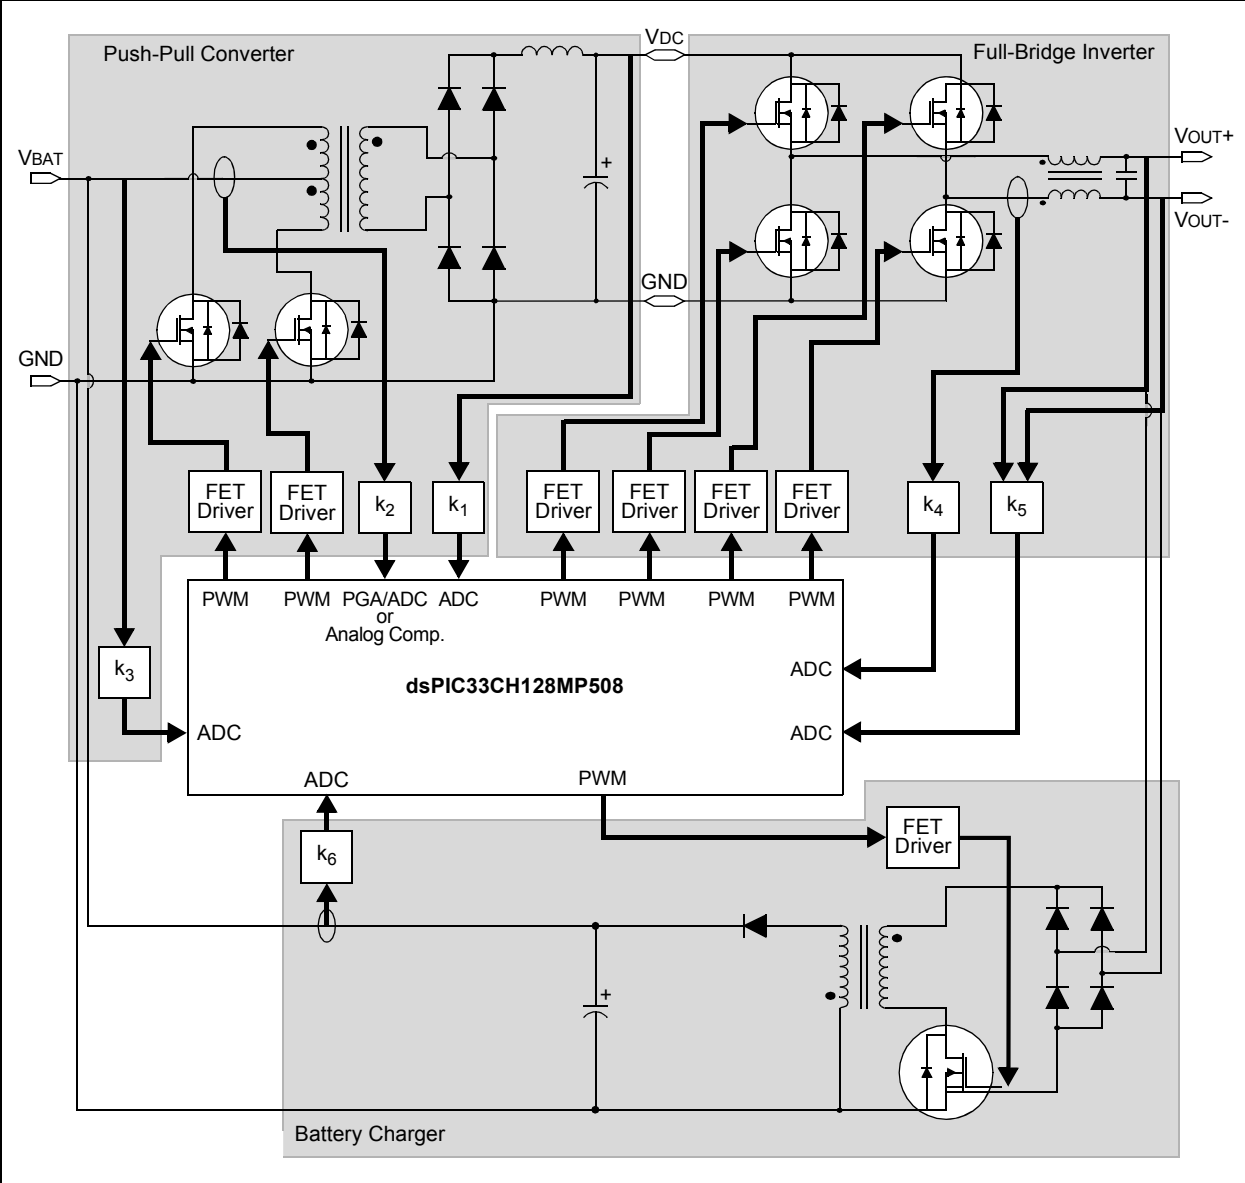 Push-Pull Converter
VDC
Full-Bridge Inverter
VBAT
VOUT+
VOUT-
GND
GND
FET
Driver
FET
Driver
k2
k1
FET
Driver
FET
Driver
FET
Driver
FET
Driver
k4
k5
PWM
PWM
PGA/ADC
or
Analog Comp.
ADC
PWM
PWM
PWM
PWM
k3
ADC
dsPIC33CH128MP508
ADC
ADC
ADC
PWM
k6
FET
Driver
+
+
Battery Charger